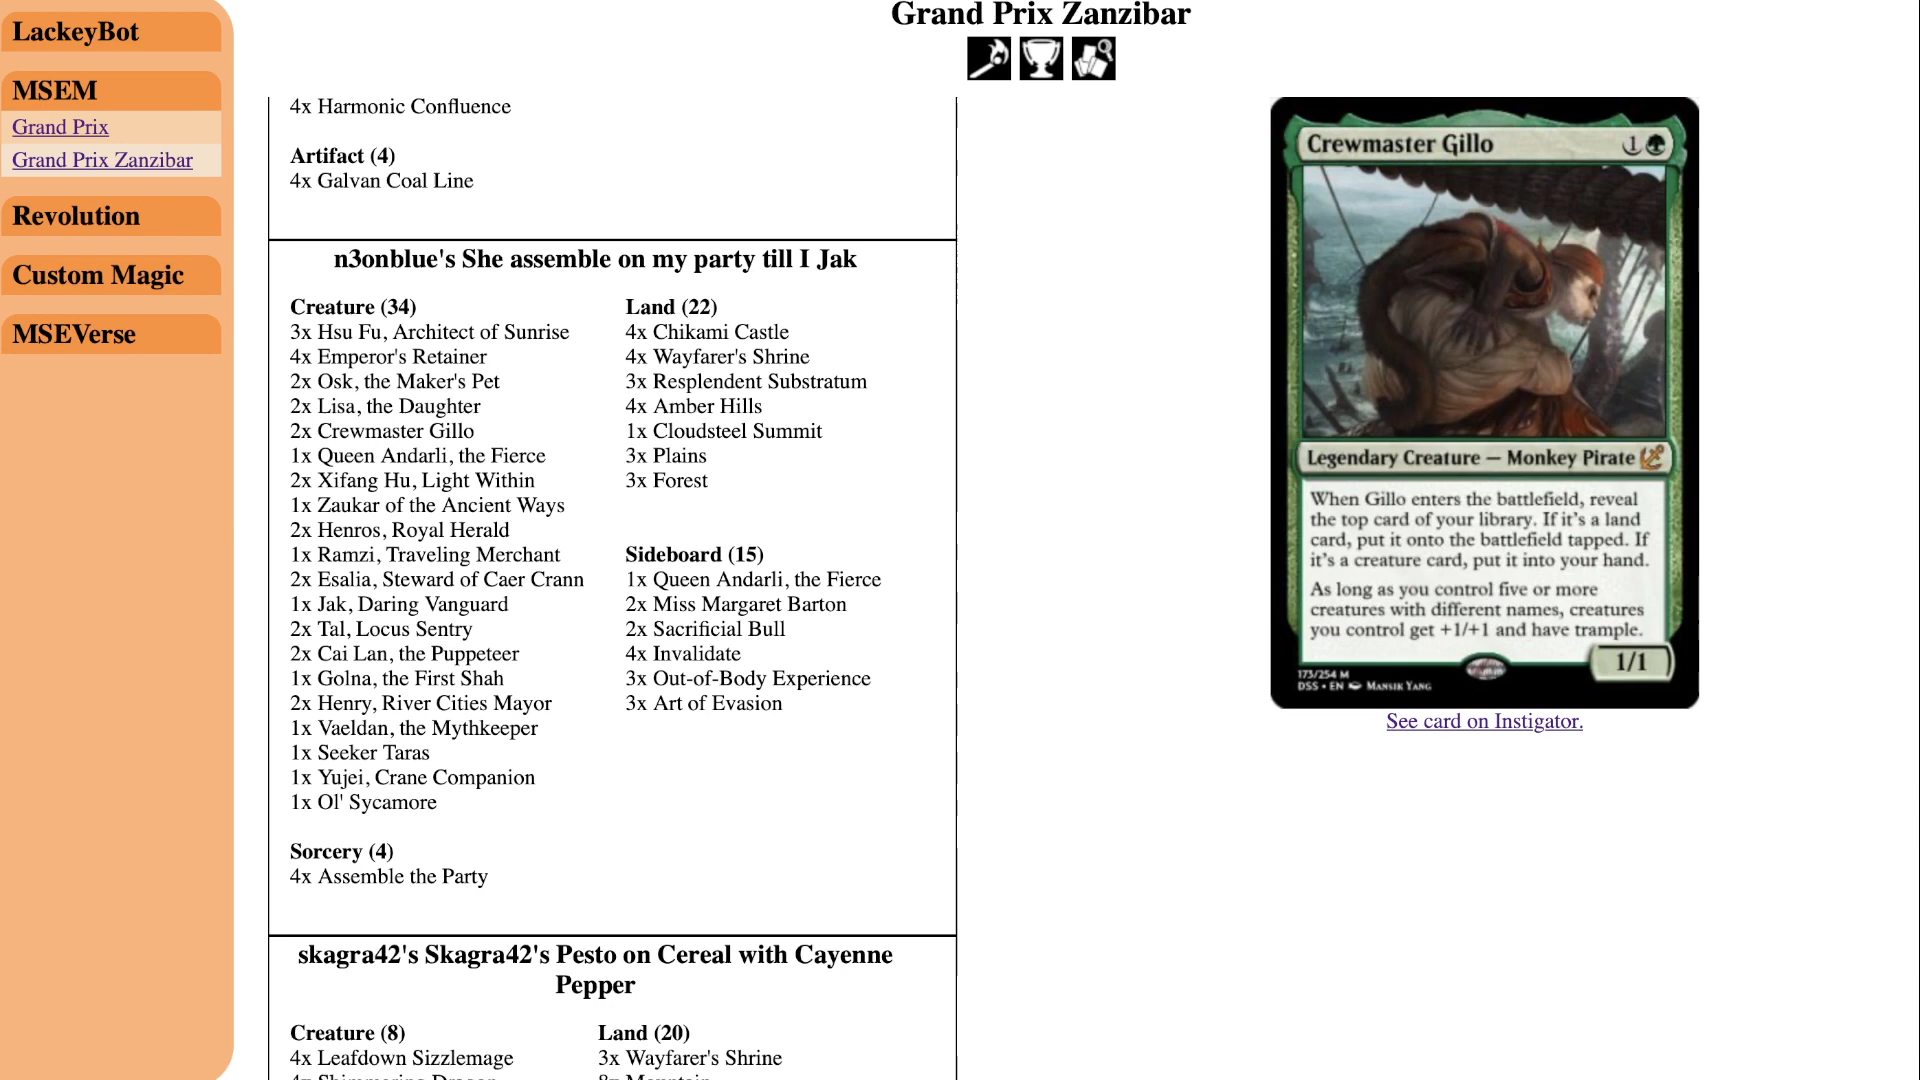 LackeyBot
MSEM
Grand Prix
Grand Prix Zanzibar
Revolution
Custom Magic
MSEVerse
Grand Prix Zanzibar
4x Harmonic Confluence
Artifact (4)
4x Galvan Coal Line
n3onblue's She assemble on my party till I Jak
Creature (34)
3x Hsu Fu, Architect of Sunrise
4x Emperor's Retainer
2x Osk, the Maker's Pet
2x Lisa, the Daughter
2x Crewmaster Gillo
1x Queen Andarli, the Fierce
2x Xifang Hu, Light Within
1x Zaukar of the Ancient Ways
2x Henros, Royal Herald
1x Ramzi, Traveling Merchant
2x Esalia, Steward of Caer Crann
1x Jak, Daring Vanguard
2x Tal, Locus Sentry
2x Cai Lan, the Puppeteer
1x Golna, the First Shah
2x Henry, River Cities Mayor
1x Vaeldan, the Mythkeeper
1x Seeker Taras
1x Yujei, Crane Companion
1x Ol' Sycamore
Sorcery (4)
4x Assemble the Party
Land (22)
4x Chikami Castle
4x Wayfarer's Shrine
3x Resplendent Substratum
4x Amber Hills
1x Cloudsteel Summit
3x Plains
3x Forest
Sideboard (15)
1x Queen Andarli, the Fierce
2x Miss Margaret Barton
2x Sacrificial Bull
4x Invalidate
3x Out-of-Body Experience
3x Art of Evasion
skagra42's Skagra42's Pesto on Cereal with Cayenne
Pepper
Creature (8)
4x Leafdown Sizzlemage
4x Shimmering Dragon
Land (20)
3x Wayfarer's Shrine
8x Mountain
Crewmaster Gillo 1
Legendary Creature — Monkey Pirate
When Gillo enters the battlefield, reveal
the top card of your library. If it's a land
card, put it onto the battlefield tapped. If
it's a creature card, put it into your hand.
As long as you control five or more
creatures with different names, creatures
you control get +1/+1 and have trample.
1/1
173/254 M
DSS • EN Mansik Yang
See card on Instigator.